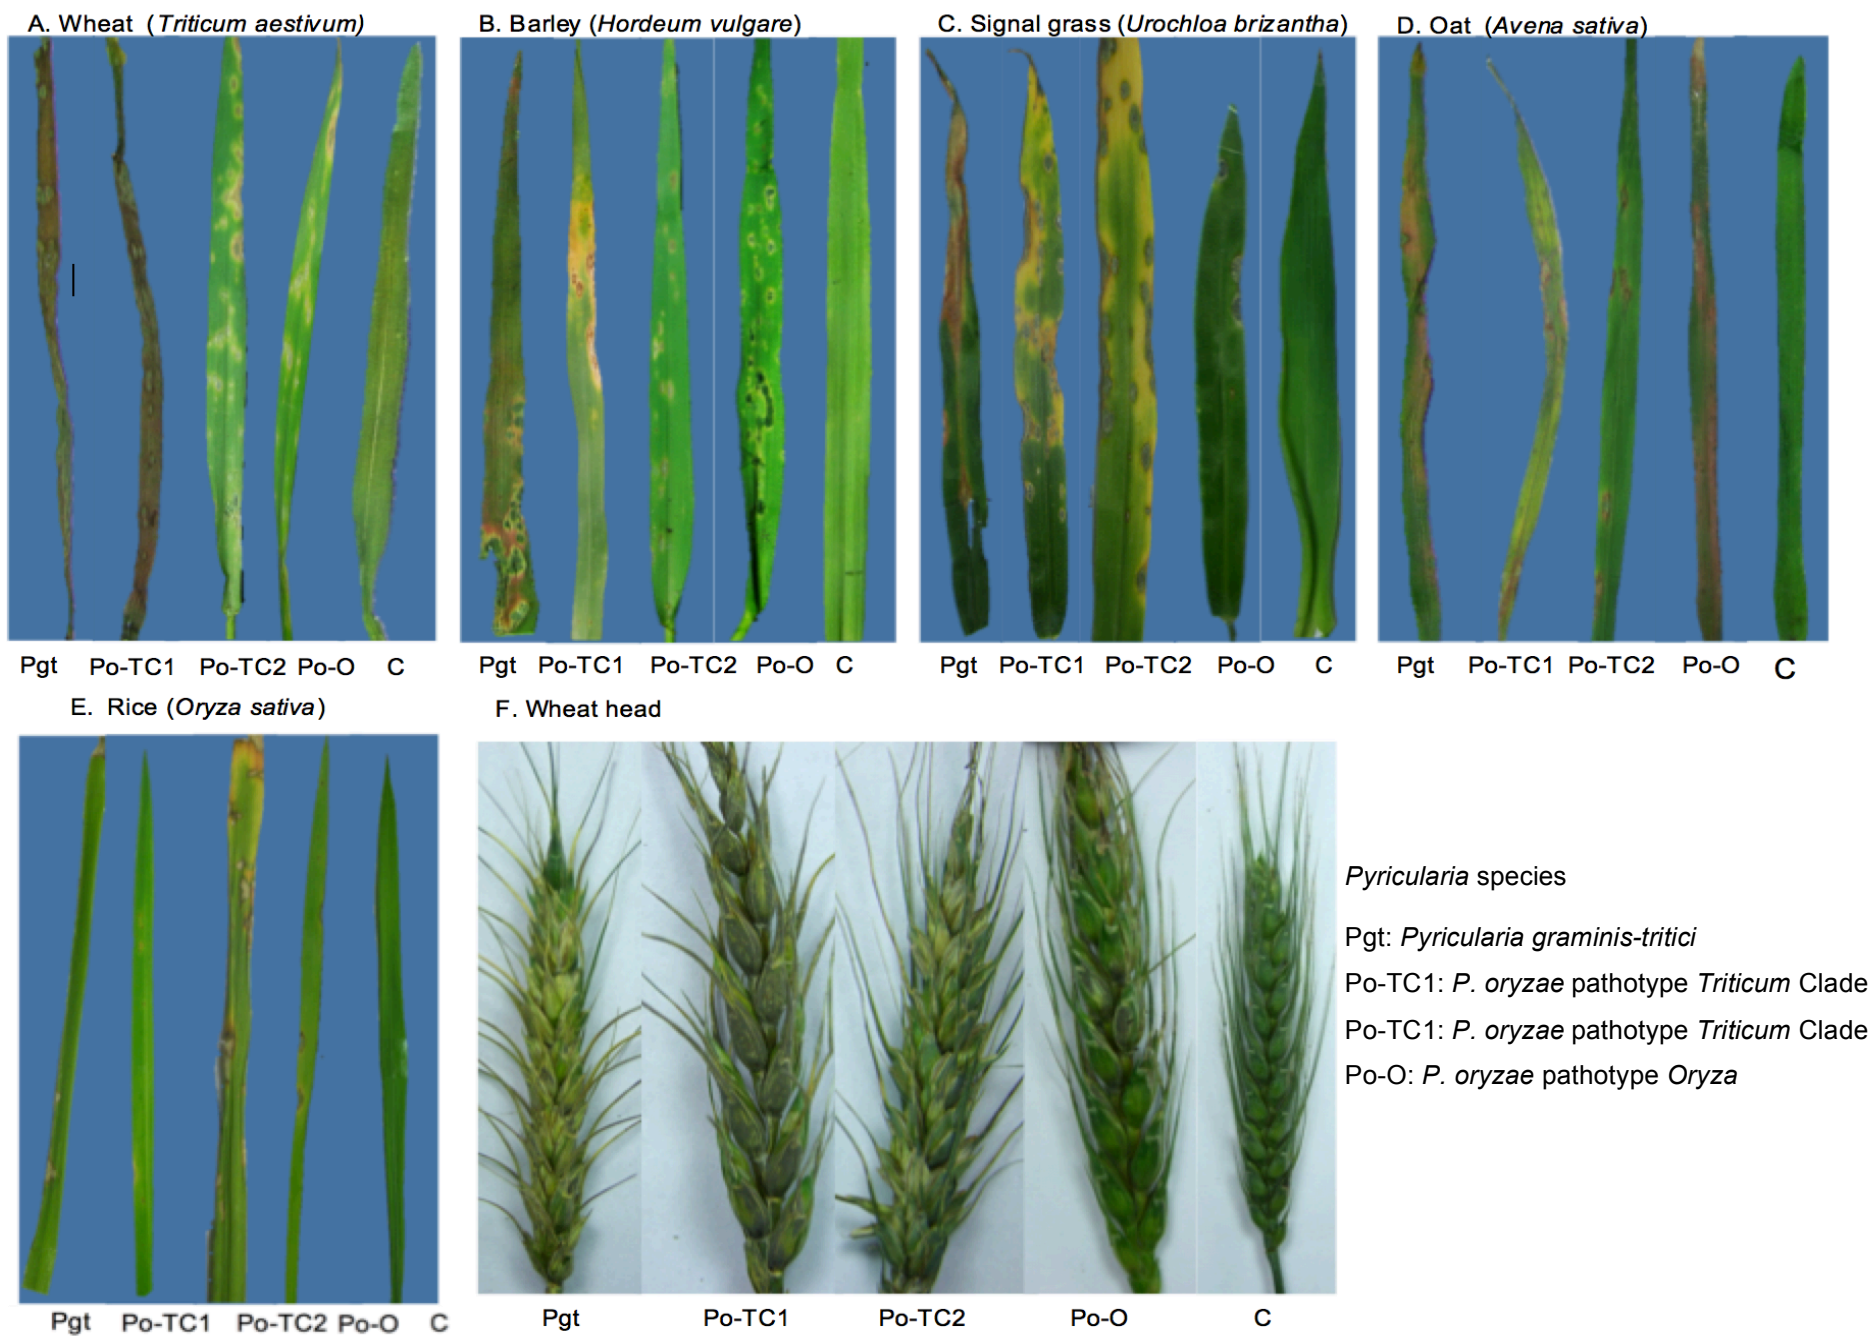 A. Wheat (Triticum aestivum)
B. Barley (Hordeum vulgare)
C. Signal grass (Urochloa brizantha)
D. Oat (Avena sativa)
Pgt Po-TC1 Po-TC2 Po-O C
Pgt Po-TC1 Po-TC2 Po-O C
Pgt Po-TC1 Po-TC2 Po-O C
Pgt Po-TC1 Po-TC2 Po-O C
E. Rice (Oryza sativa)
F. Wheat head
Pgt Po-TC1 Po-TC2 Po-O C
Pgt Po-TC1 Po-TC2 Po-O C
Pyricularia species
Pgt: Pyricularia graminis-tritici
Po-TC1: P. oryzae pathotype Triticum Clade
Po-TC1: P. oryzae pathotype Triticum Clade
Po-O: P. oryzae pathotype Oryza